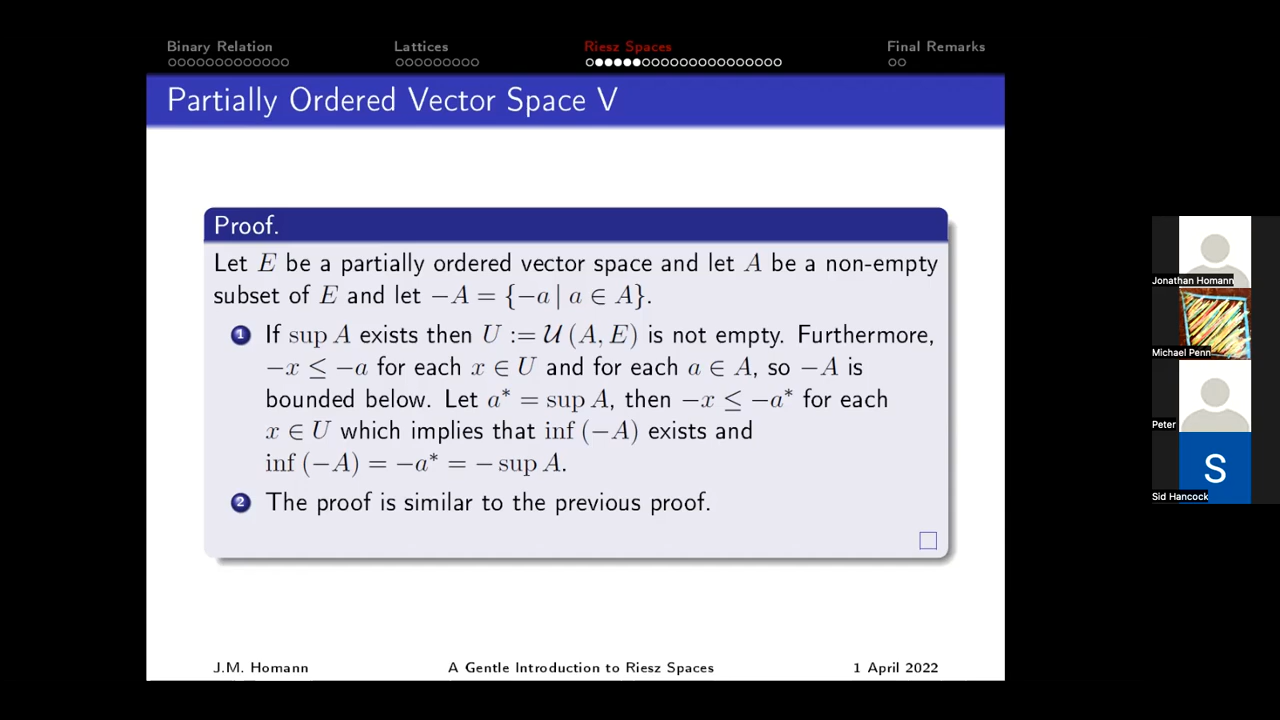 Binary Relation
Lattices
Riesz Spaces
Final Remarks
Partially Ordered Vector Space V
Proof.
Let E be a partially ordered vector space and let A be a non-empty
subset of E and let −A = {−a | a ∈ A}.
1 If sup A exists then U := 𝒰 (A, E) is not empty. Furthermore,
−x ≤ −a for each x ∈ U and for each a ∈ A, so −A is
bounded below. Let a* = sup A, then −x ≤ −a* for each
x ∈ U which implies that inf (−A) exists and
inf (−A) = −a* = − sup A.
2 The proof is similar to the previous proof.
J.M. Homann
A Gentle Introduction to Riesz Spaces
1 April 2022
Jonathan Homann
Michael Penn
Peter
S
Sid Hancock